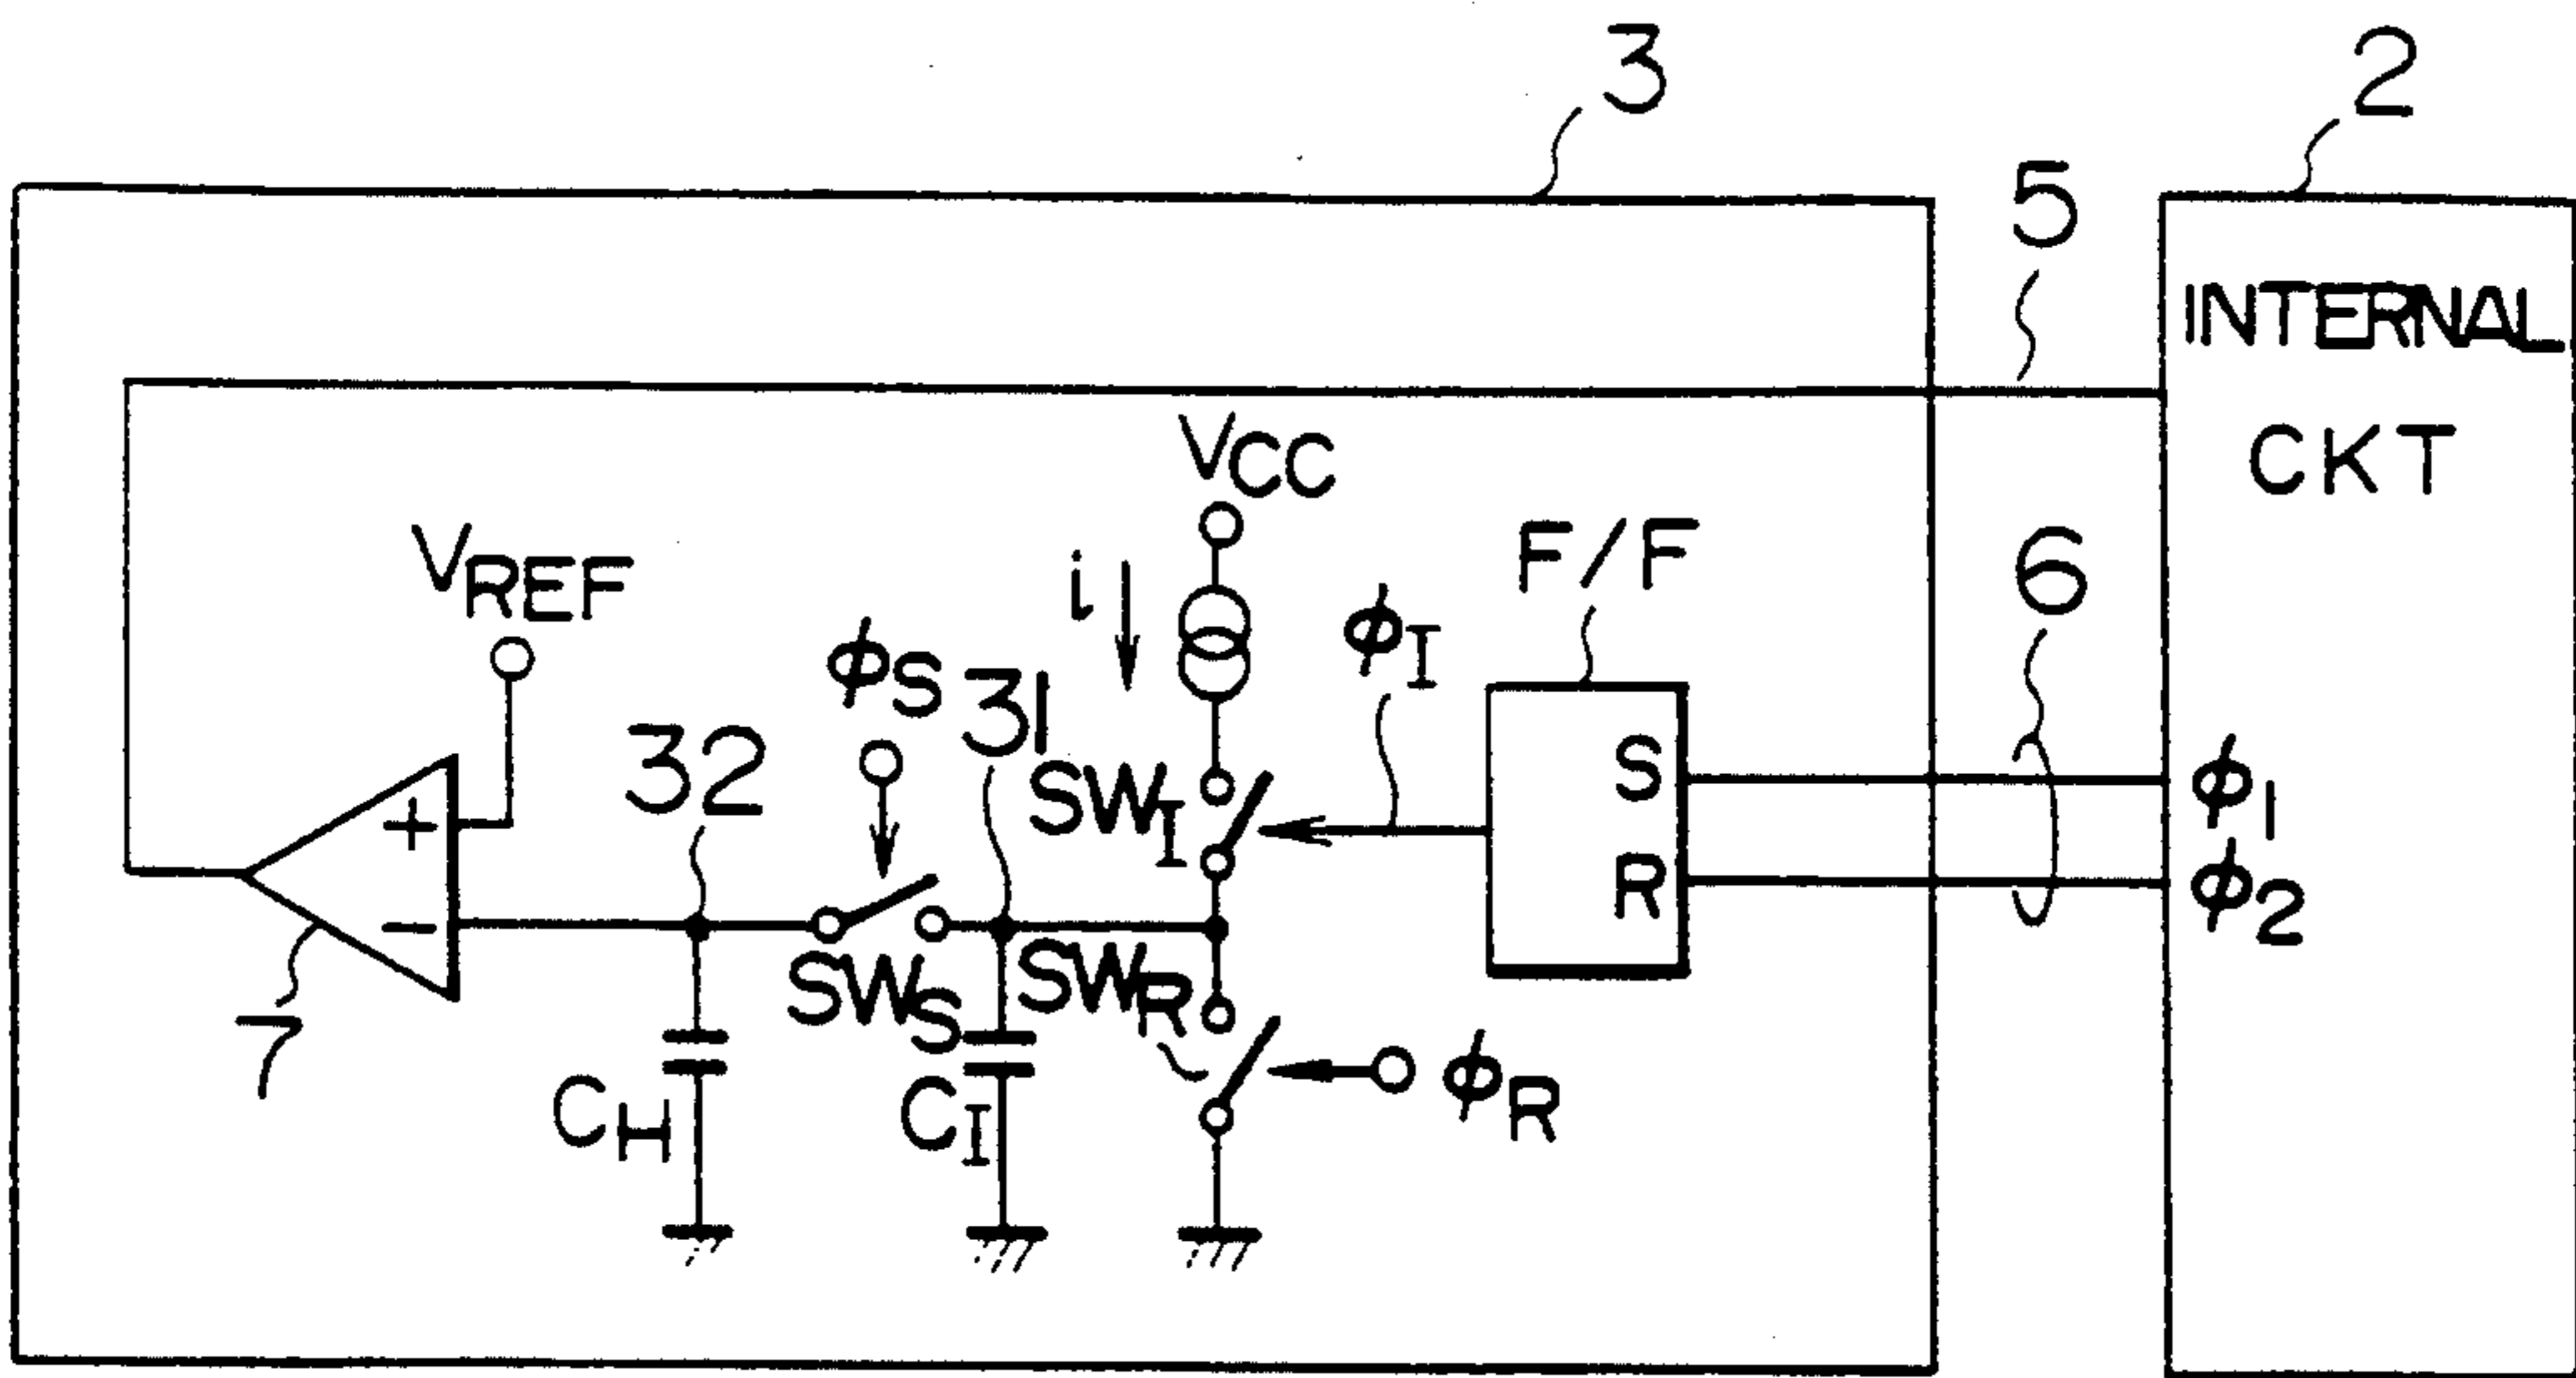 3
2
5
INTERNAL
CKT
VCC
VREF
i
F/F
6
ϕS
31
ϕI
32
SWI
S
ϕ1
+
R
ϕ2
−
SWS
SWR
7
CH
CI
ϕR